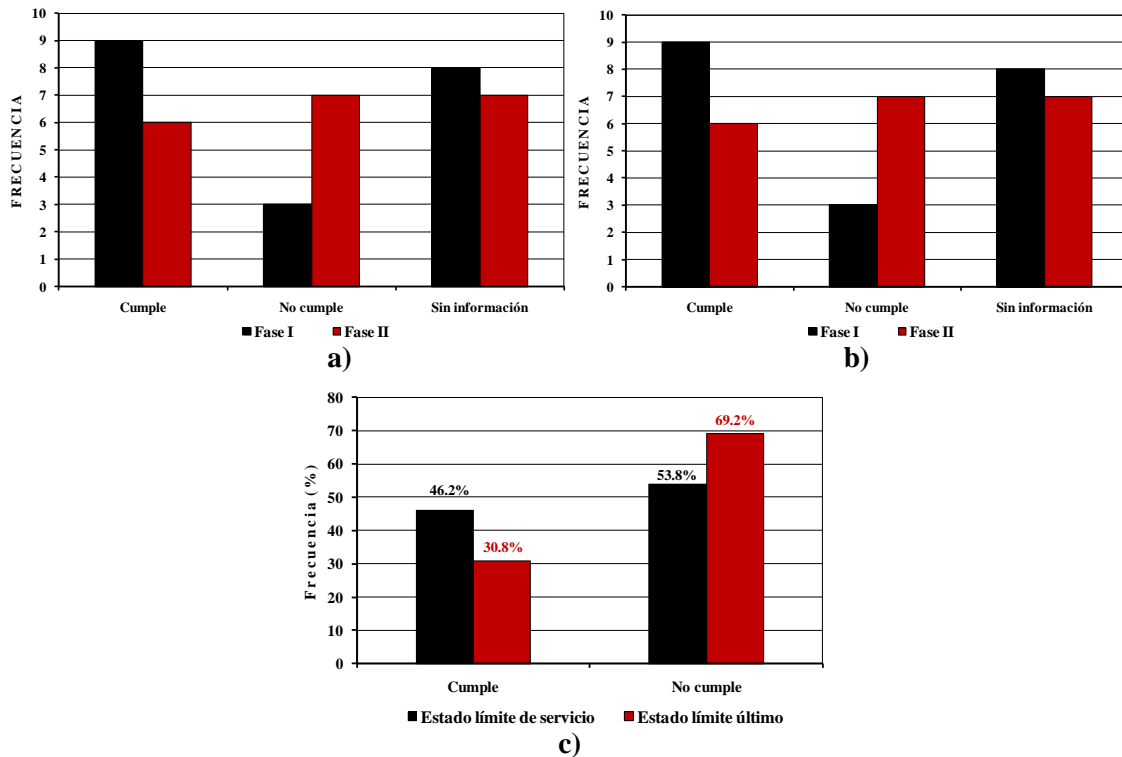 10
9
8
7
6
5
4
3
2
1
0
FRECUENCIA
Cumple No cumple Sin información
Fase I Fase II
a)
10
9
8
7
6
5
4
3
2
1
0
FRECUENCIA
Cumple No cumple Sin información
Fase I Fase II
b)
80
70
60
50
40
30
20
10
0
Frecuencia (%)
46.2%
30.8%
53.8%
69.2%
Cumple No cumple
Estado límite de servicio Estado límite último
c)